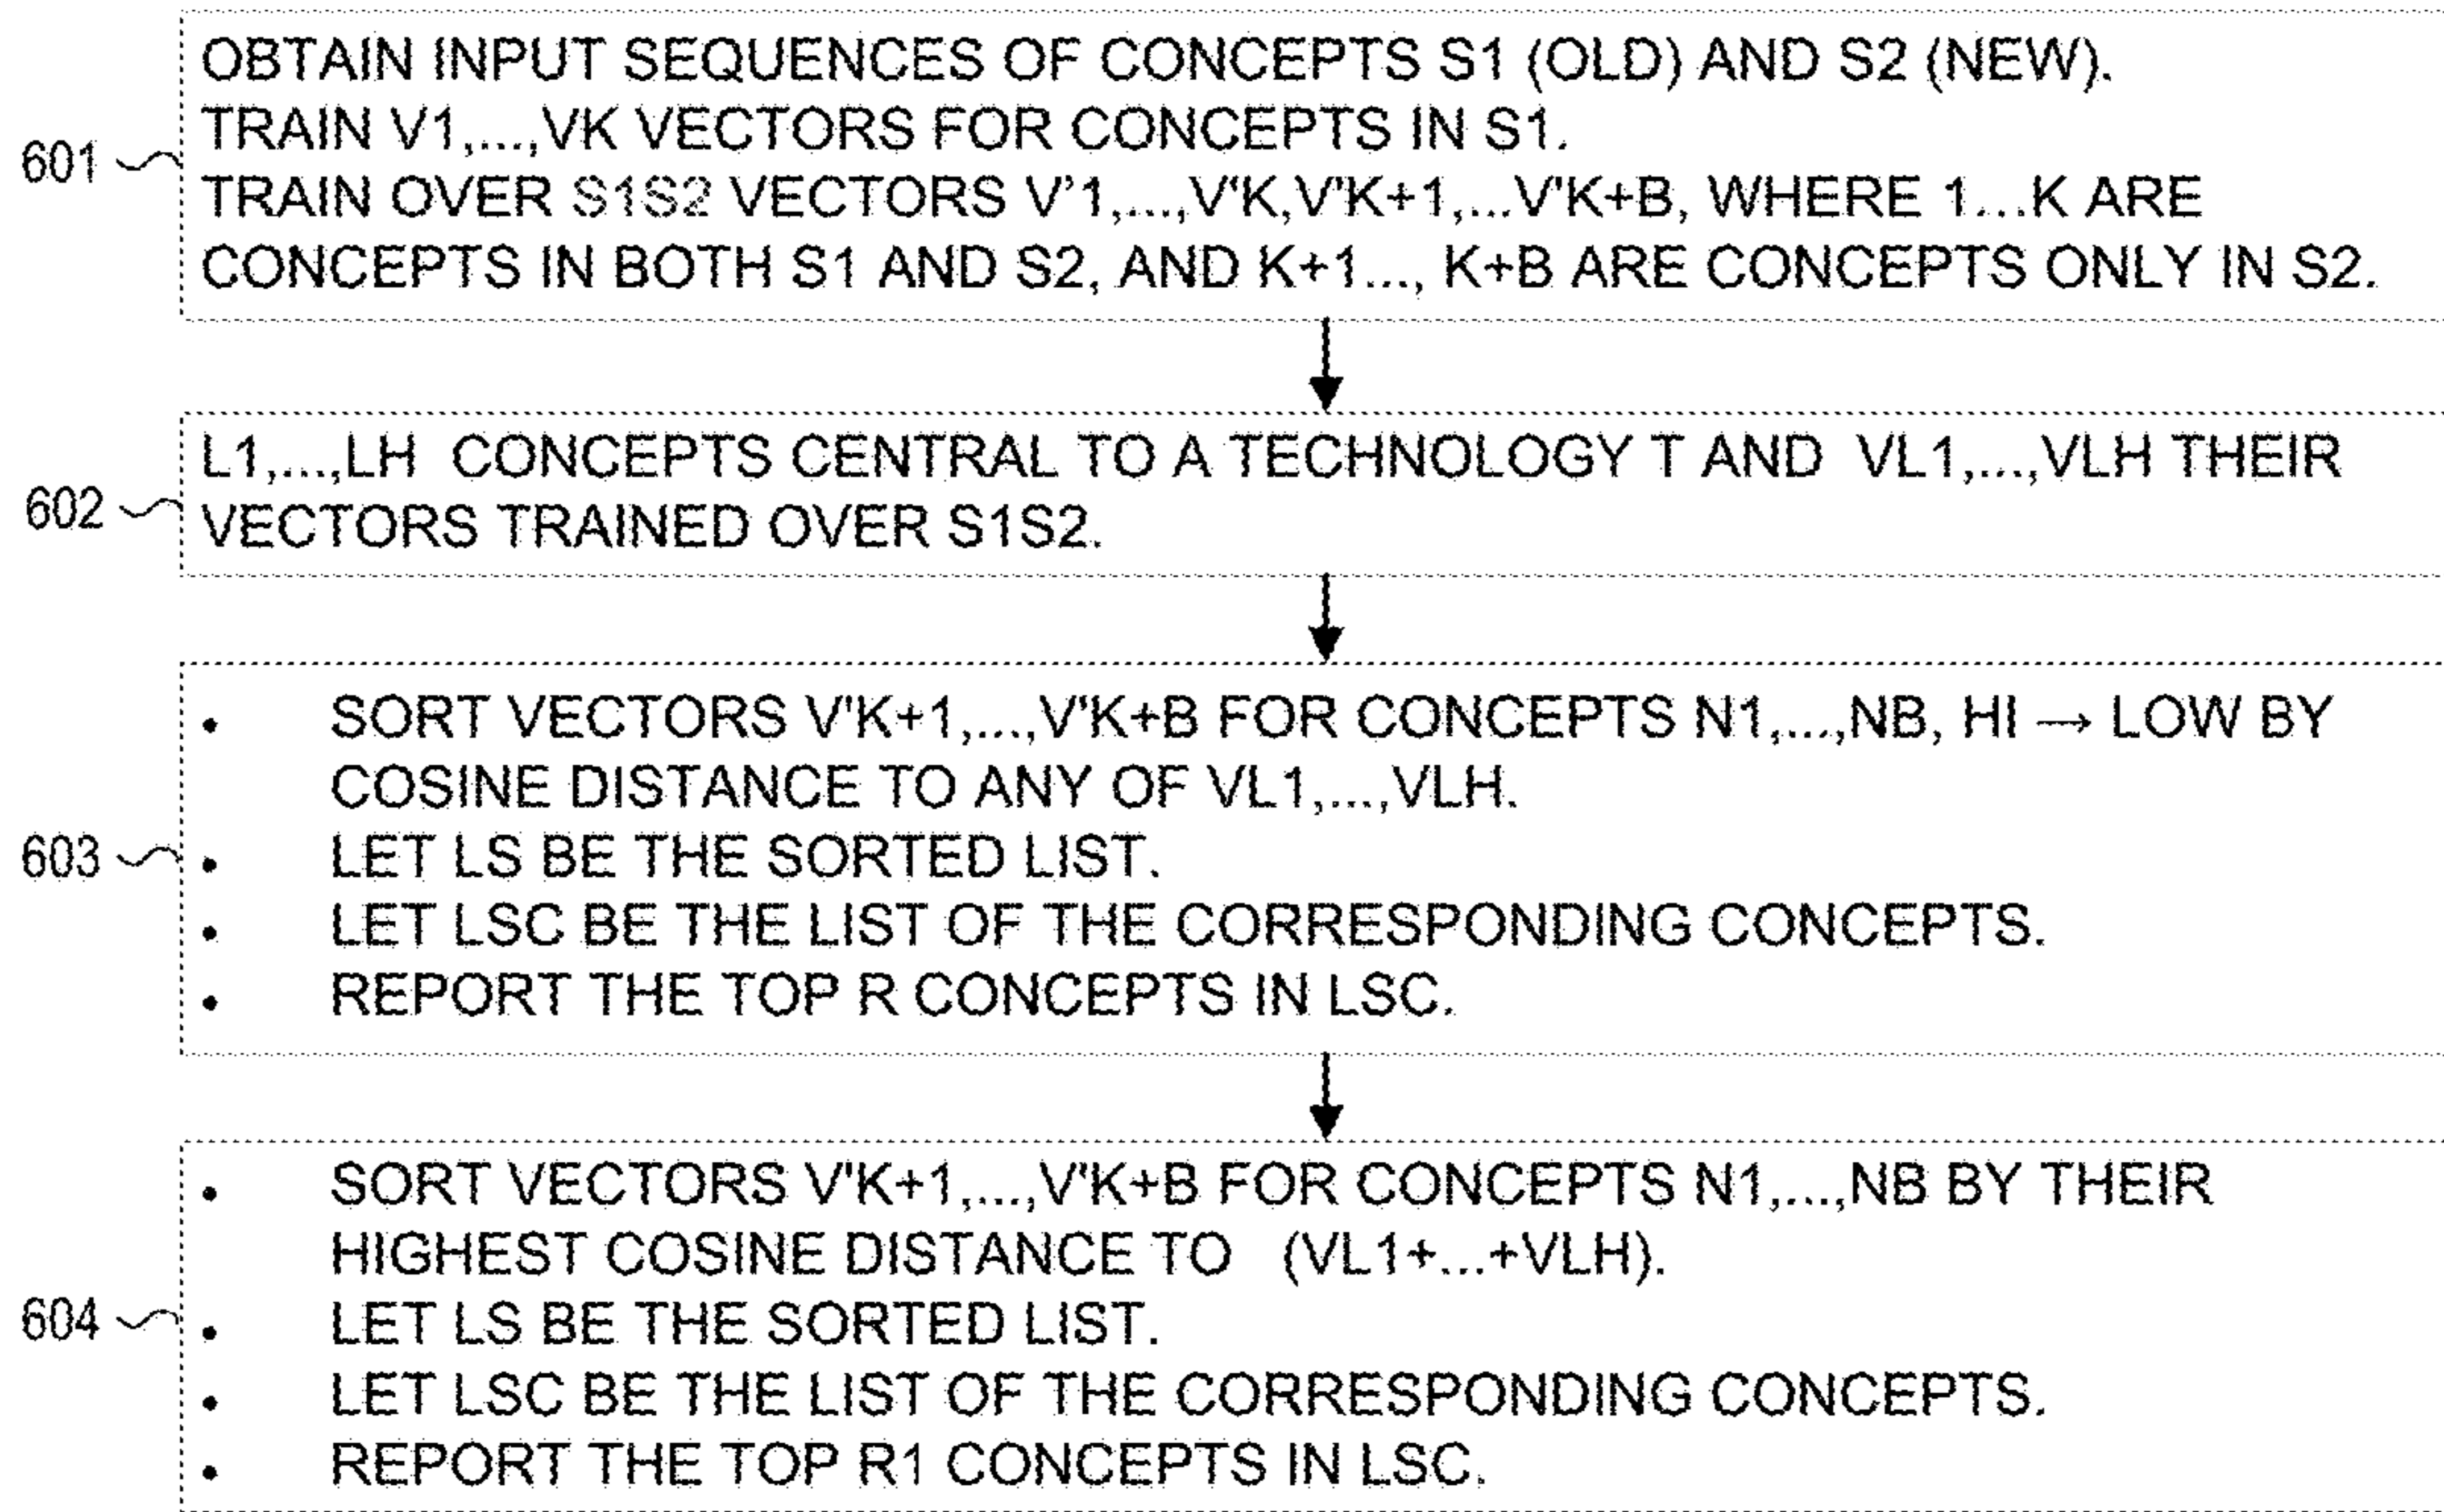 OBTAIN INPUT SEQUENCES OF CONCEPTS S1 (OLD) AND S2 (NEW).
TRAIN V1,...,VK VECTORS FOR CONCEPTS IN S1.
601
TRAIN OVER S1S2 VECTORS V'1,...,V'K,V'K+1,...V'K+B, WHERE 1...K ARE
CONCEPTS IN BOTH S1 AND S2, AND K+1..., K+B ARE CONCEPTS ONLY IN S2.
L1,...,LH CONCEPTS CENTRAL TO A TECHNOLOGY T AND VL1,...,VLH THEIR
602
VECTORS TRAINED OVER S1S2.
• SORT VECTORS V'K+1,...,V'K+B FOR CONCEPTS N1,...,NB, HI → LOW BY
COSINE DISTANCE TO ANY OF VL1,...,VLH.
603
• LET LS BE THE SORTED LIST.
• LET LSC BE THE LIST OF THE CORRESPONDING CONCEPTS.
• REPORT THE TOP R CONCEPTS IN LSC.
• SORT VECTORS V'K+1,...,V'K+B FOR CONCEPTS N1,...,NB BY THEIR
HIGHEST COSINE DISTANCE TO (VL1+...+VLH).
604
• LET LS BE THE SORTED LIST.
• LET LSC BE THE LIST OF THE CORRESPONDING CONCEPTS.
• REPORT THE TOP R1 CONCEPTS IN LSC.